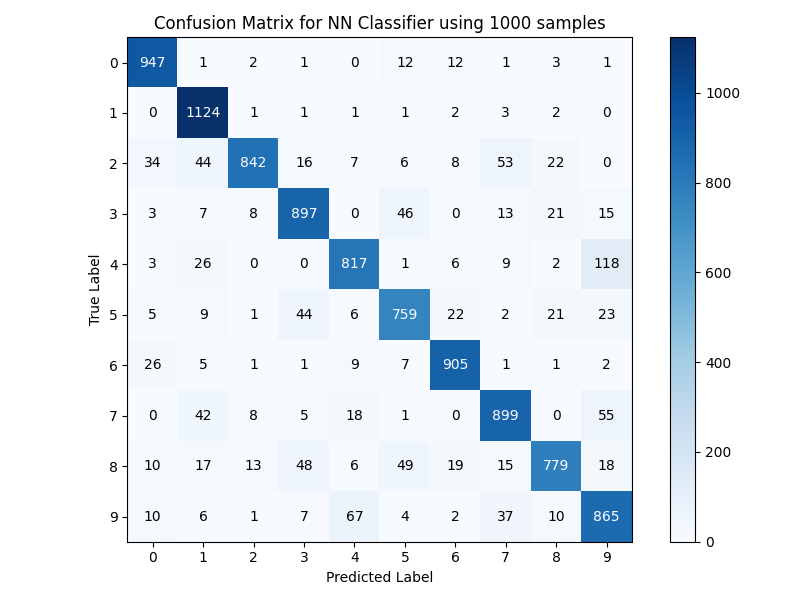 Confusion Matrix for NN Classifier using 1000 samples
0 947 1 2 1 0 12 12 1 3 1
1 0 1124 1 1 1 1 2 3 2 0
2 34 44 842 16 7 6 8 53 22 0
3 3 7 8 897 0 46 0 13 21 15
4 3 26 0 0 817 1 6 9 2 118
5 5 9 1 44 6 759 22 2 21 23
6 26 5 1 1 9 7 905 1 1 2
7 0 42 8 5 18 1 0 899 0 55
8 10 17 13 48 6 49 19 15 779 18
9 10 6 1 7 67 4 2 37 10 865
0 1 2 3 4 5 6 7 8 9
Predicted Label
True Label
1000
800
600
400
200
0